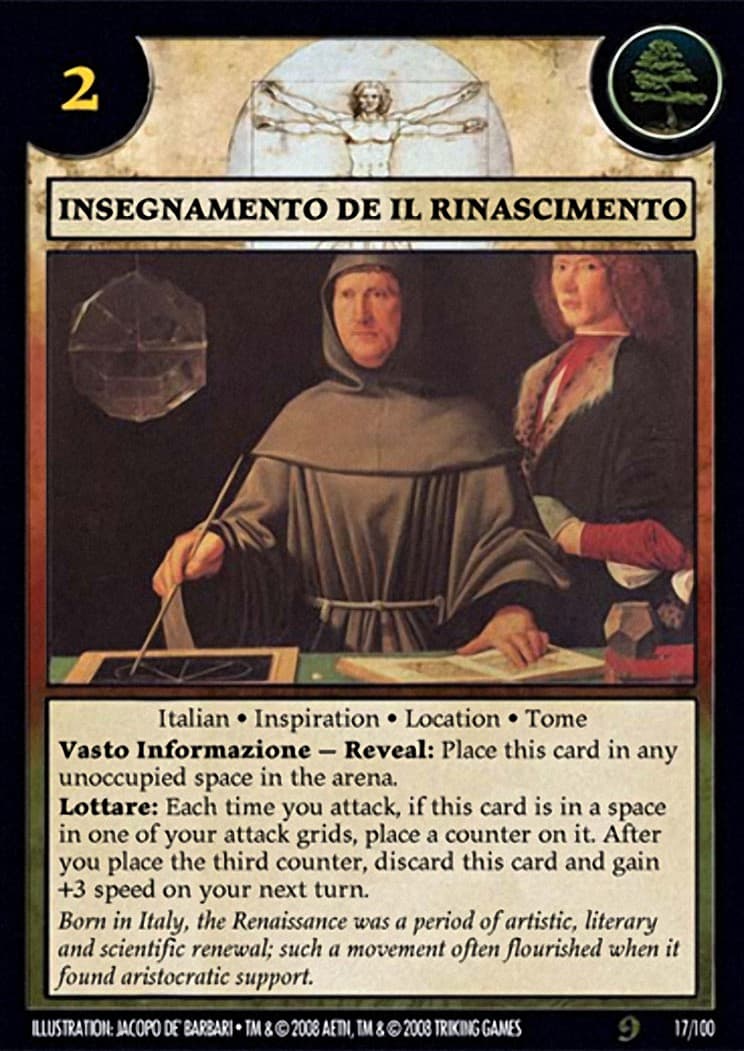 2
INSEGNAMENTO DE IL RINASCIMENTO
Italian • Inspiration • Location • Tome
Vasto Informazione – Reveal: Place this card in any
unoccupied space in the arena.
Lottare: Each time you attack, if this card is in a space
in one of your attack grids, place a counter on it. After
you place the third counter, discard this card and gain
+3 speed on your next turn.
Born in Italy, the Renaissance was a period of artistic, literary
and scientific renewal; such a movement often flourished when it
found aristocratic support.
ILLUSTRATION: JACOPO DE' BARBARI • TM & © 2008 AETN, TM & © 2008 TRIKING GAMES 9 17/100